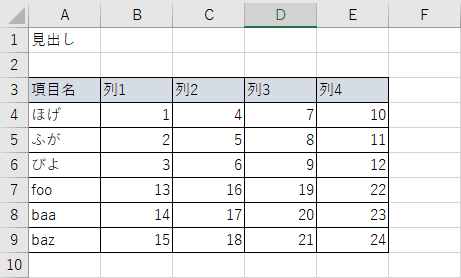 A B C D E F
1 見出し
2
3 項目名 列1 列2 列3 列4
4 ほげ 1 4 7 10
5 ふが 2 5 8 11
6 ぴよ 3 6 9 12
7 foo 13 16 19 22
8 baa 14 17 20 23
9 baz 15 18 21 24
10